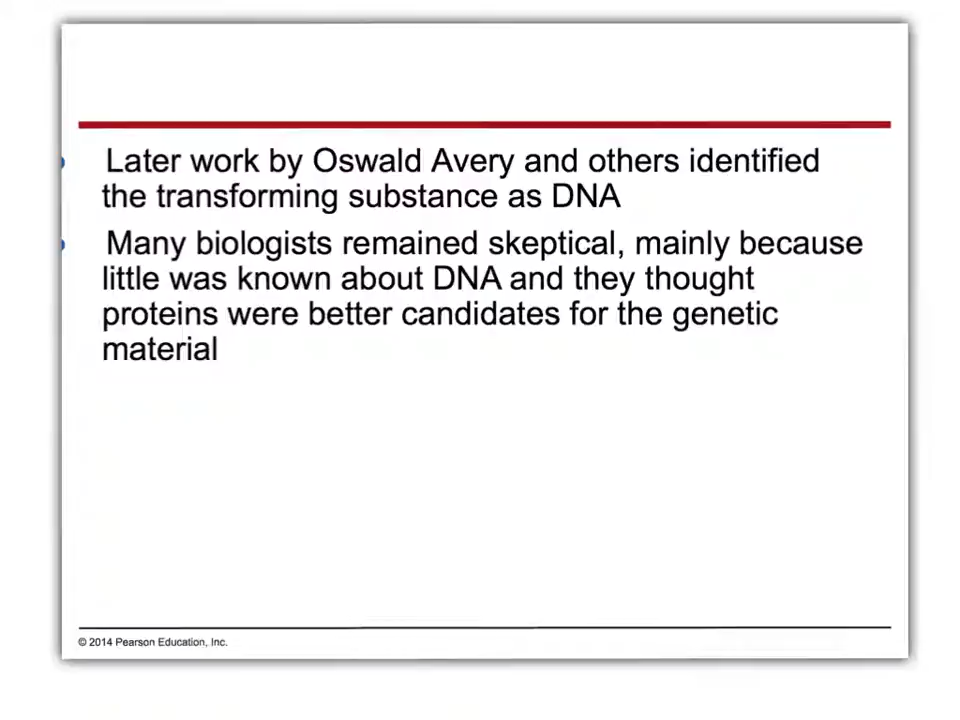 Later work by Oswald Avery and others identified
the transforming substance as DNA
Many biologists remained skeptical, mainly because
little was known about DNA and they thought
proteins were better candidates for the genetic
material
© 2014 Pearson Education, Inc.